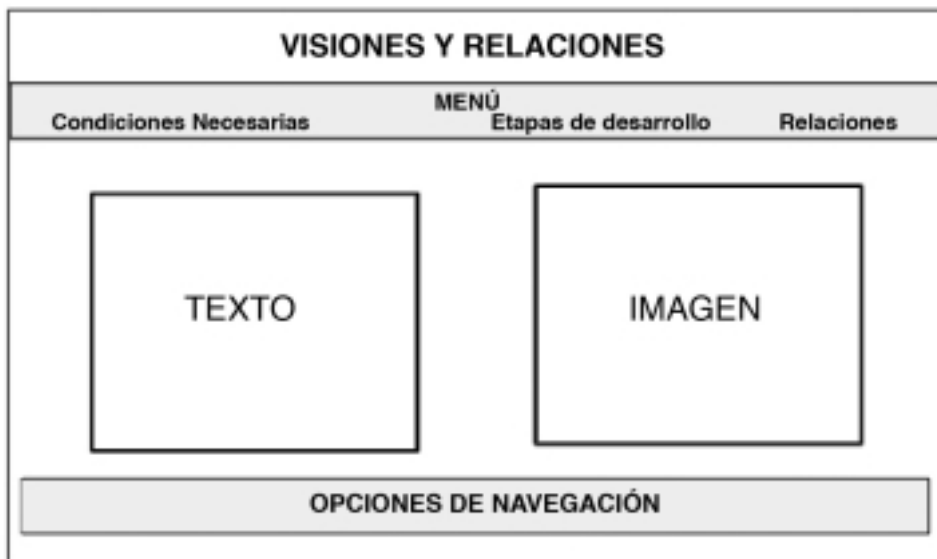 VISIONES Y RELACIONES
MENÚ
Condiciones Necesarias Etapas de desarrollo Relaciones
TEXTO IMAGEN
OPCIONES DE NAVEGACIÓN